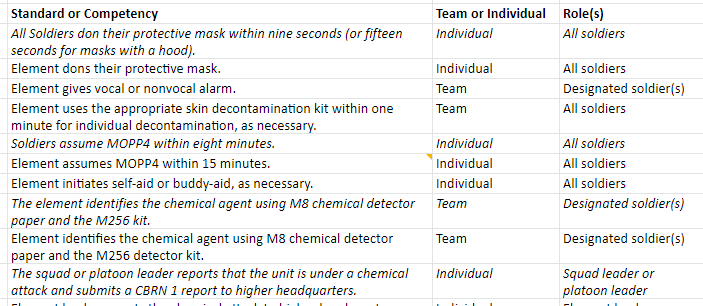 Standard or Competency Team or Individual Role(s)
All Soldiers don their protective mask within nine seconds (or fifteen Individual All soldiers
seconds for masks with a hood).
Element dons their protective mask. Individual All soldiers
Element gives vocal or nonvocal alarm. Team Designated soldier(s)
Element uses the appropriate skin decontamination kit within one Team All soldiers
minute for individual decontamination, as necessary.
Soldiers assume MOPP4 within eight minutes. Individual All soldiers
Element assumes MOPP4 within 15 minutes. Individual All soldiers
Element initiates self-aid or buddy-aid, as necessary. Individual All soldiers
The element identifies the chemical agent using M8 chemical detector Team Designated soldier(s)
paper and the M256 kit.
Element identifies the chemical agent using M8 chemical detector Team Designated soldier(s)
paper and the M256 detector kit.
The squad or platoon leader reports that the unit is under a chemical Individual Squad leader or
attack and submits a CBRN 1 report to higher headquarters. platoon leader